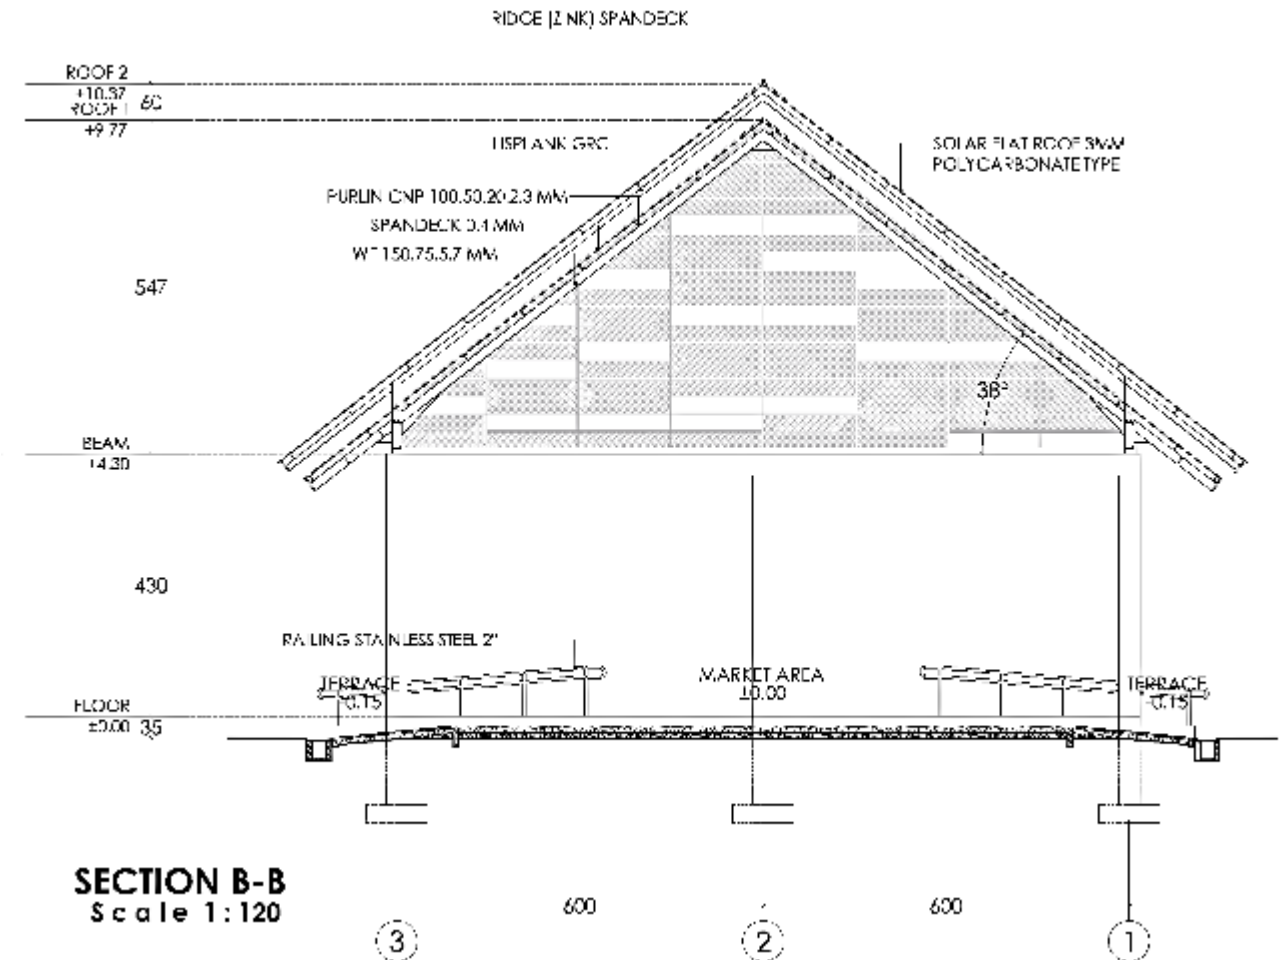 RIDGE (ZINK) SPANDECK
ROOF 2
+10.37
60
ROOF 1
+9.77
LISPLANK GRC
SOLAR FLAT ROOF 3MM
POLYCARBONATE TYPE
PURLIN CNP 100.50.20.2.3 MM
SPANDECK 0.4 MM
WF 150.75.5.7 MM
547
38°
BEAM
+4.30
430
RAILING STAINLESS STEEL 2"
TERRACE
-0.15
MARKET AREA
±0.00
TERRACE
-0.15
FLOOR
±0.00
35
SECTION B-B
Scale 1:120
600
600
3
2
1